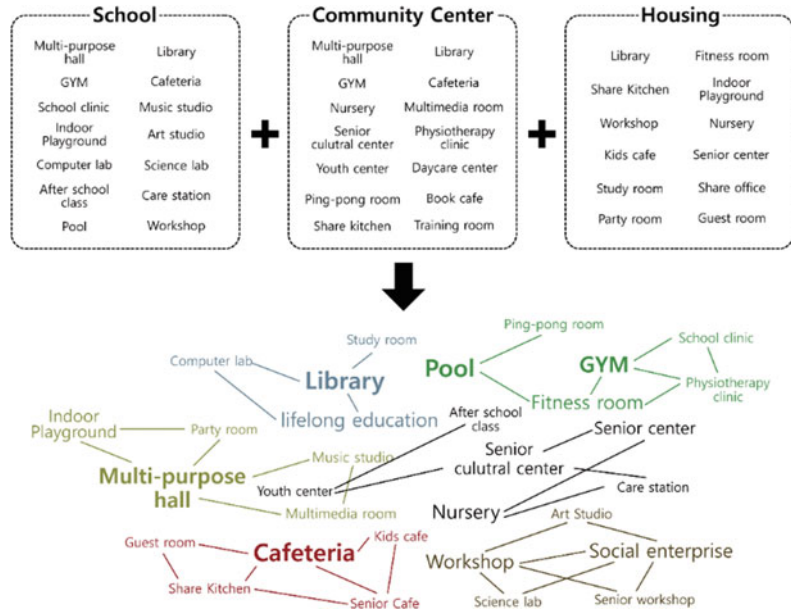 School
Community Center
Housing
Multi-purpose
hall
Library
GYM
Cafeteria
School clinic
Music studio
Indoor
Playground
Art studio
Computer lab
Science lab
After school
class
Care station
Pool
Workshop
+
Multi-purpose
hall
Library
GYM
Cafeteria
Nursery
Multimedia room
Senior
culutral center
Physiotherapy
clinic
Youth center
Daycare center
Ping-pong room
Book cafe
Share kitchen
Training room
+
Library
Fitness room
Share Kitchen
Indoor
Playground
Workshop
Nursery
Kids cafe
Senior center
Study room
Share office
Party room
Guest room
Study room
Computer lab
Library
lifelong education
Ping-pong room
Pool
GYM
School clinic
Physiotherapy
clinic
Fitness room
Indoor
Playground
Party room
Multi-purpose
hall
Music studio
Multimedia room
After school
class
Youth center
Senior
culutral center
Senior center
Care station
Nursery
Guest room
Cafeteria
Kids cafe
Share Kitchen
Senior Cafe
Art Studio
Workshop
Social enterprise
Science lab
Senior workshop